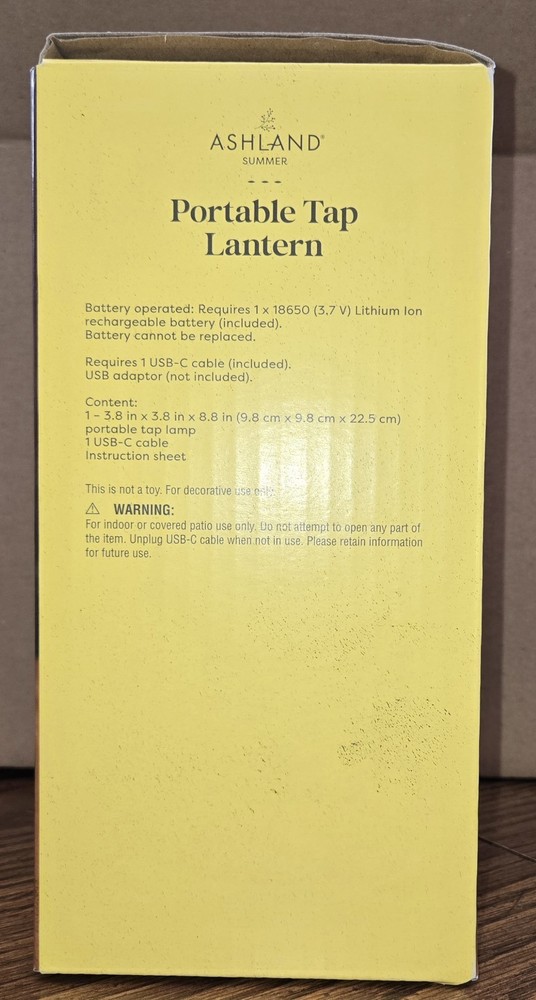 ASHLAND®
SUMMER
- - -
Portable Tap
Lantern
Battery operated: Requires 1 x 18650 (3.7 V) Lithium Ion
rechargeable battery (included).
Battery cannot be replaced.
Requires 1 USB-C cable (included).
USB adaptor (not included).
Content:
1 – 3.8 in x 3.8 in x 8.8 in (9.8 cm x 9.8 cm x 22.5 cm)
portable tap lamp
1 USB-C cable
Instruction sheet
This is not a toy. For decorative use only.
⚠ WARNING:
For indoor or covered patio use only. Do not attempt to open any part of
the item. Unplug USB-C cable when not in use. Please retain information
for future use.